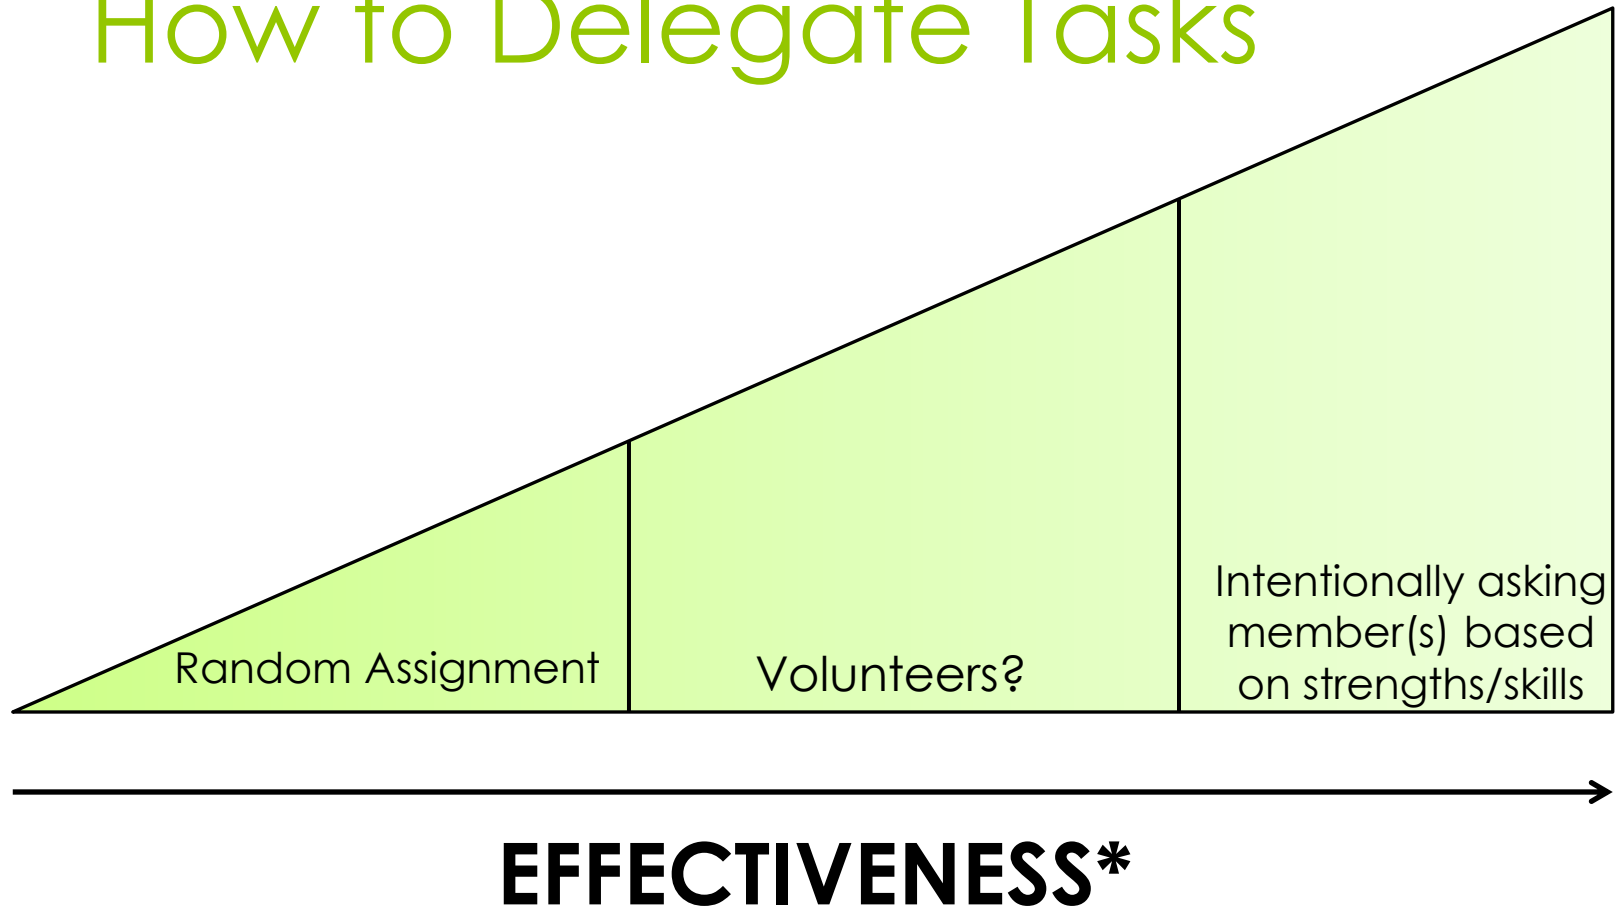 How to Delegate Tasks
Random Assignment
Volunteers?
Intentionally asking
member(s) based
on strengths/skills
EFFECTIVENESS*